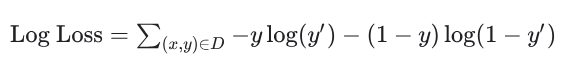 Log Loss = ∑(x,y)∈D −y log(y′) − (1 − y) log(1 − y′)